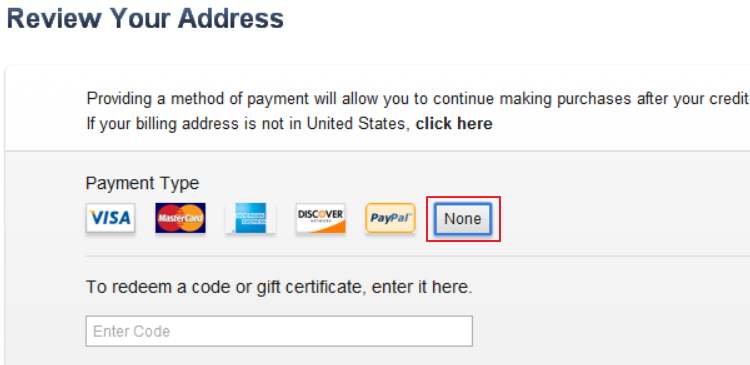 Review Your Address
Providing a method of payment will allow you to continue making purchases after your credit
If your billing address is not in United States, click here
Payment Type
VISA MasterCard AMERICAN EXPRESS DISCOVER NETWORK PayPal None
To redeem a code or gift certificate, enter it here.
Enter Code